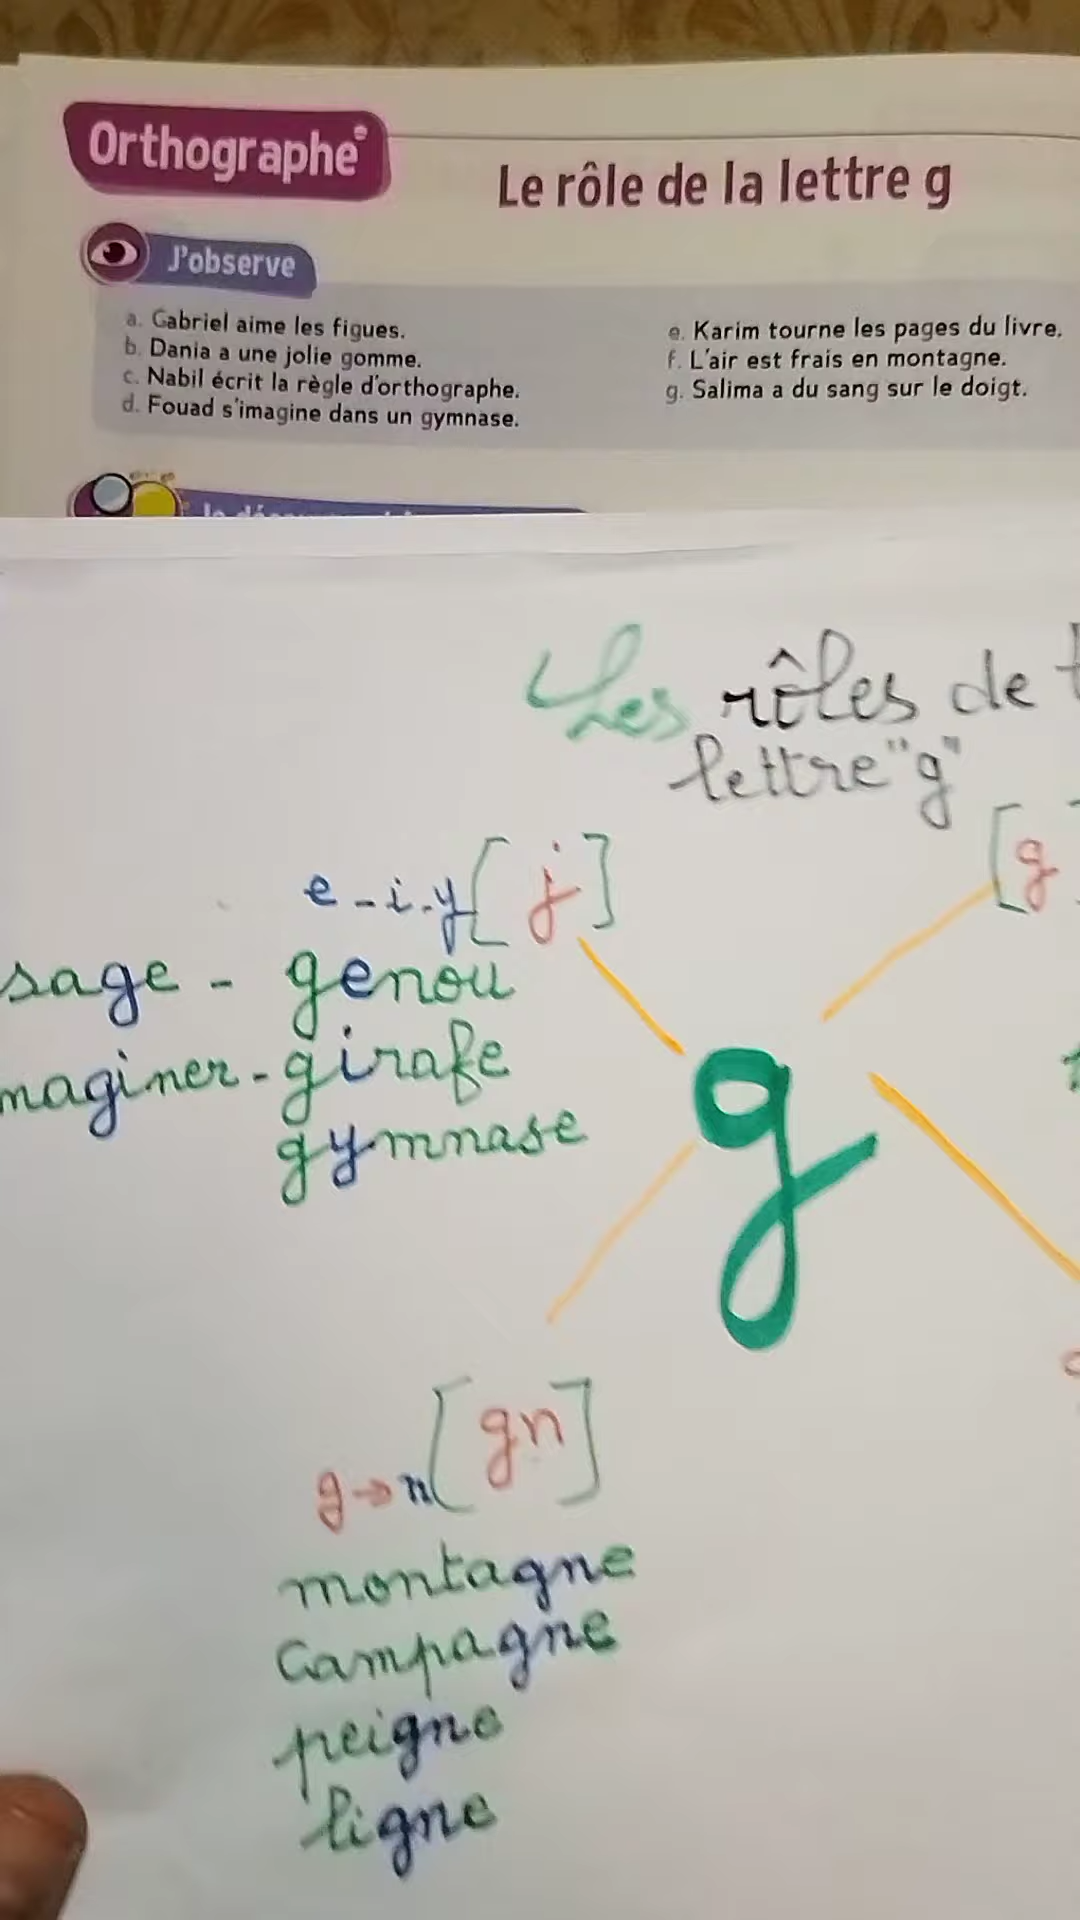 Orthographe
Le rôle de la lettre g
J'observe
a. Gabriel aime les figues.
b. Dania a une jolie gomme.
c. Nabil écrit la règle d'orthographe.
d. Fouad s'imagine dans un gymnase.
e. Karim tourne les pages du livre.
f. L'air est frais en montagne.
g. Salima a du sang sur le doigt.
Les rôles de
lettre "g"
e - i - y [j]
[g
sage - genou
maginer - girafe
gymnase
g
[gn]
g → n
montagne
campagne
peigne
ligne